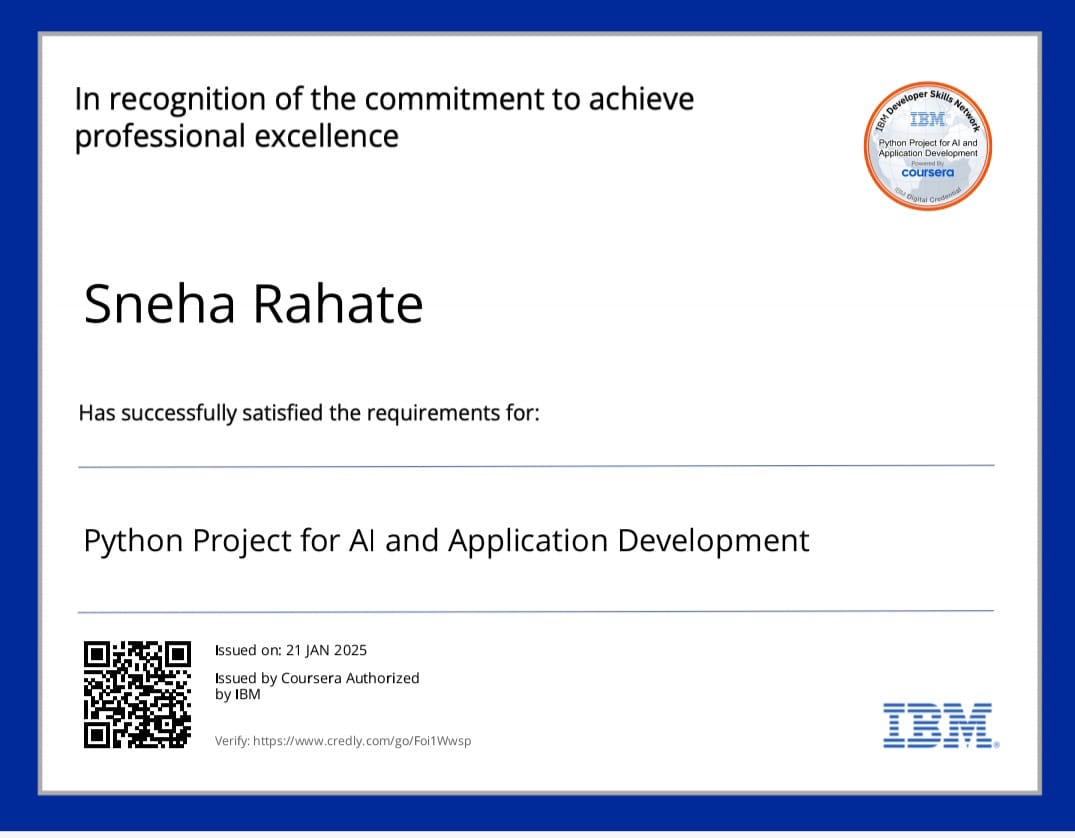 In recognition of the commitment to achieve
professional excellence
IBM Developer Skills Network
IBM
Python Project for AI and
Application Development
Powered By
coursera
IBM Digital Credential
Sneha Rahate
Has successfully satisfied the requirements for:
Python Project for AI and Application Development
Issued on: 21 JAN 2025
Issued by Coursera Authorized
by IBM
Verify: https://www.credly.com/go/Foi1Wwsp
IBM®